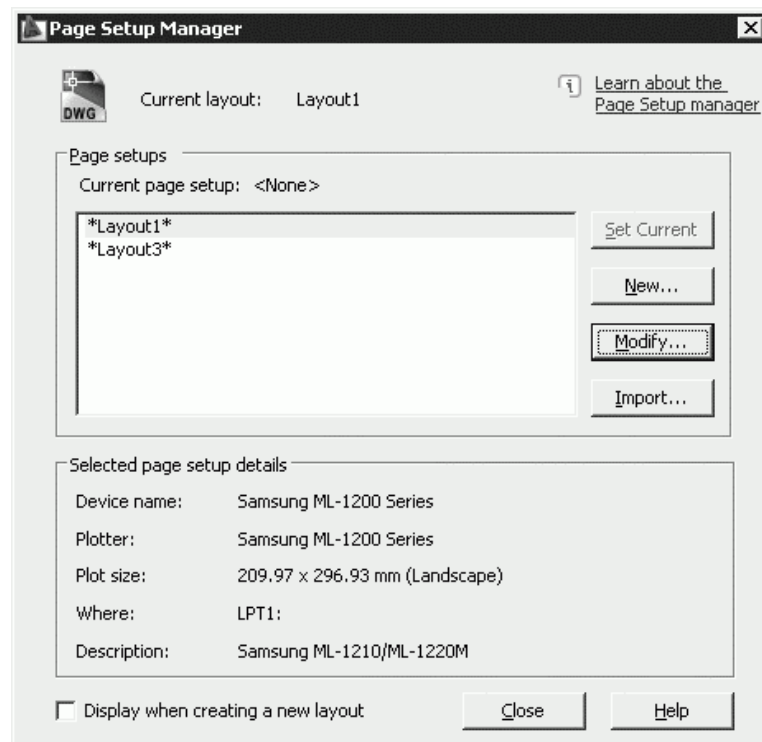 Page Setup Manager
DWG
Current layout: Layout1
Learn about the
Page Setup manager
Page setups
Current page setup: <None>
*Layout1*
*Layout3*
Set Current
New...
Modify...
Import...
Selected page setup details
Device name: Samsung ML-1200 Series
Plotter: Samsung ML-1200 Series
Plot size: 209.97 x 296.93 mm (Landscape)
Where: LPT1:
Description: Samsung ML-1210/ML-1220M
Display when creating a new layout
Close
Help